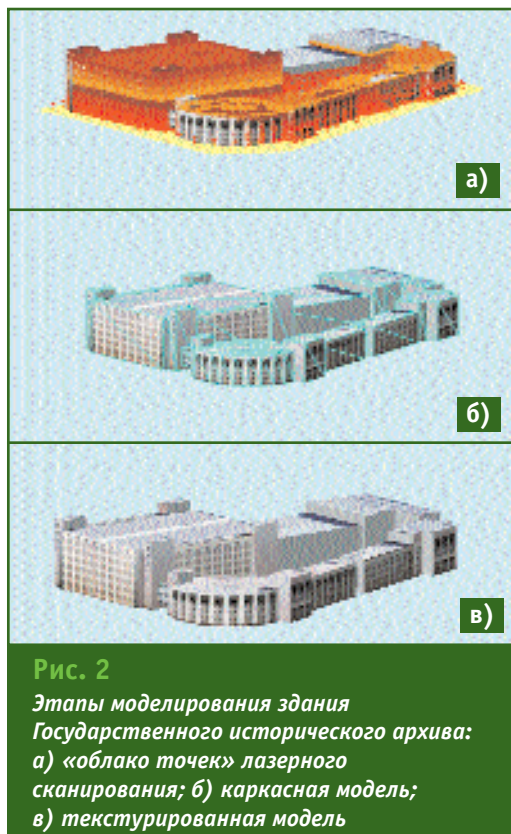 а)
б)
в)
Рис. 2
Этапы моделирования здания
Государственного исторического архива:
а) «облако точек» лазерного
сканирования; б) каркасная модель;
в) текстурированная модель